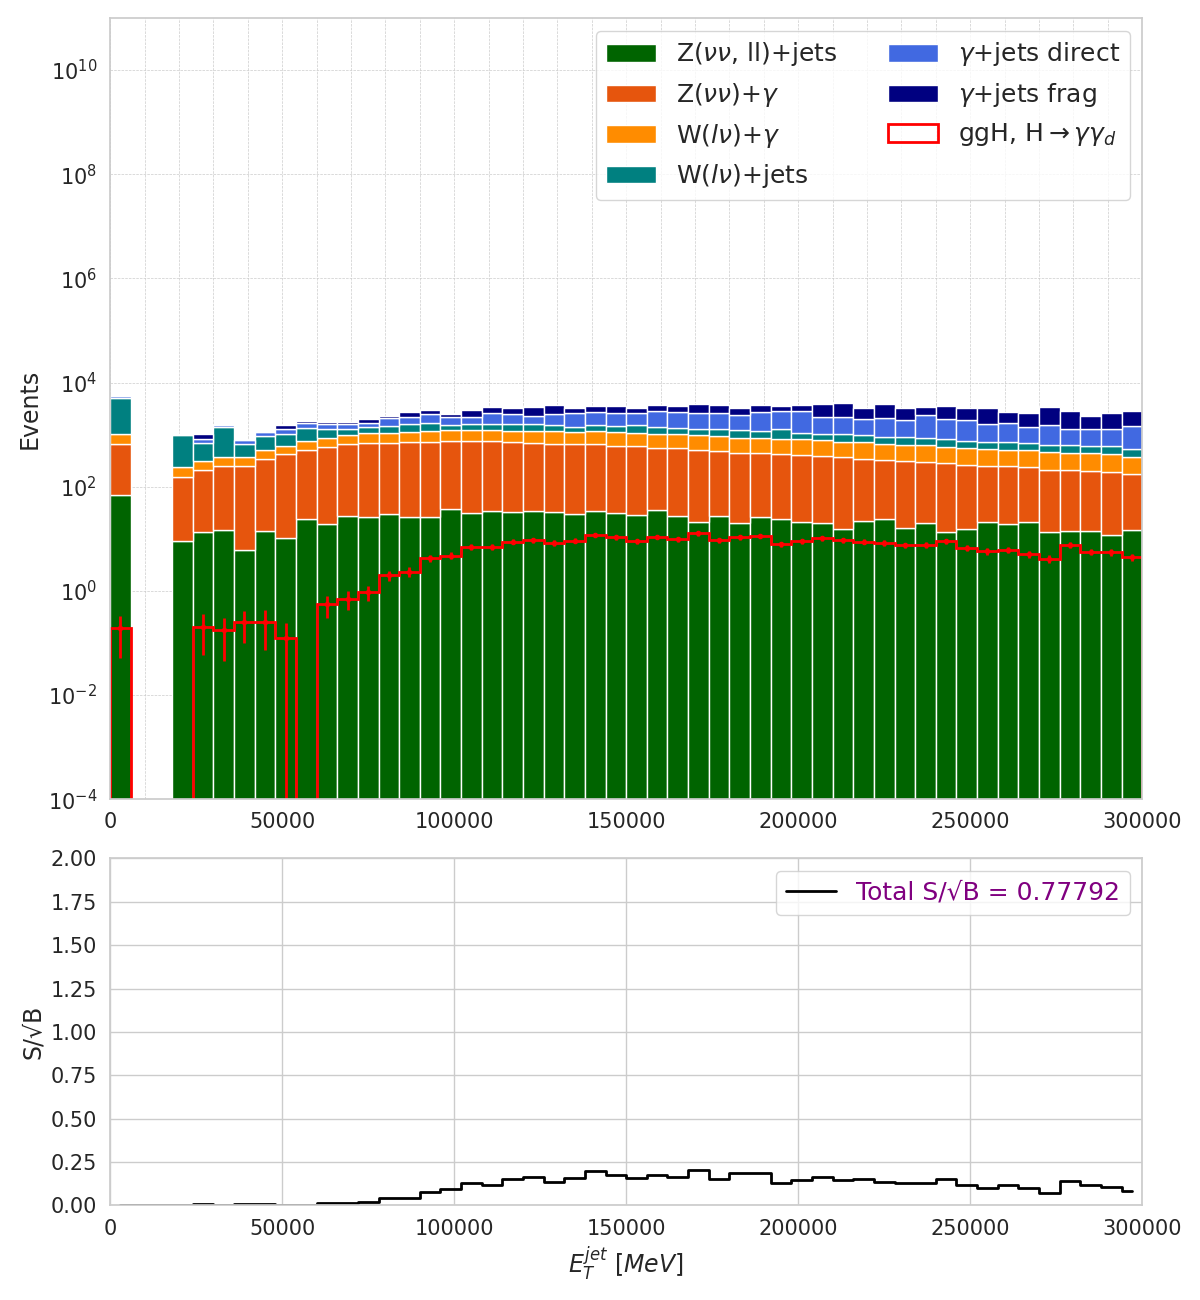 Z(νν, ll)+jets
Z(νν)+γ
W(lν)+γ
W(lν)+jets
γ+jets direct
γ+jets frag
ggH, H→γγ_d
Events
10^10
10^8
10^6
10^4
10^2
10^0
10^−2
10^−4
0 50000 100000 150000 200000 250000 300000
Total S/√B = 0.77792
S/√B
2.00
1.75
1.50
1.25
1.00
0.75
0.50
0.25
0.00
0 50000 100000 150000 200000 250000 300000
E_T^jet [MeV]